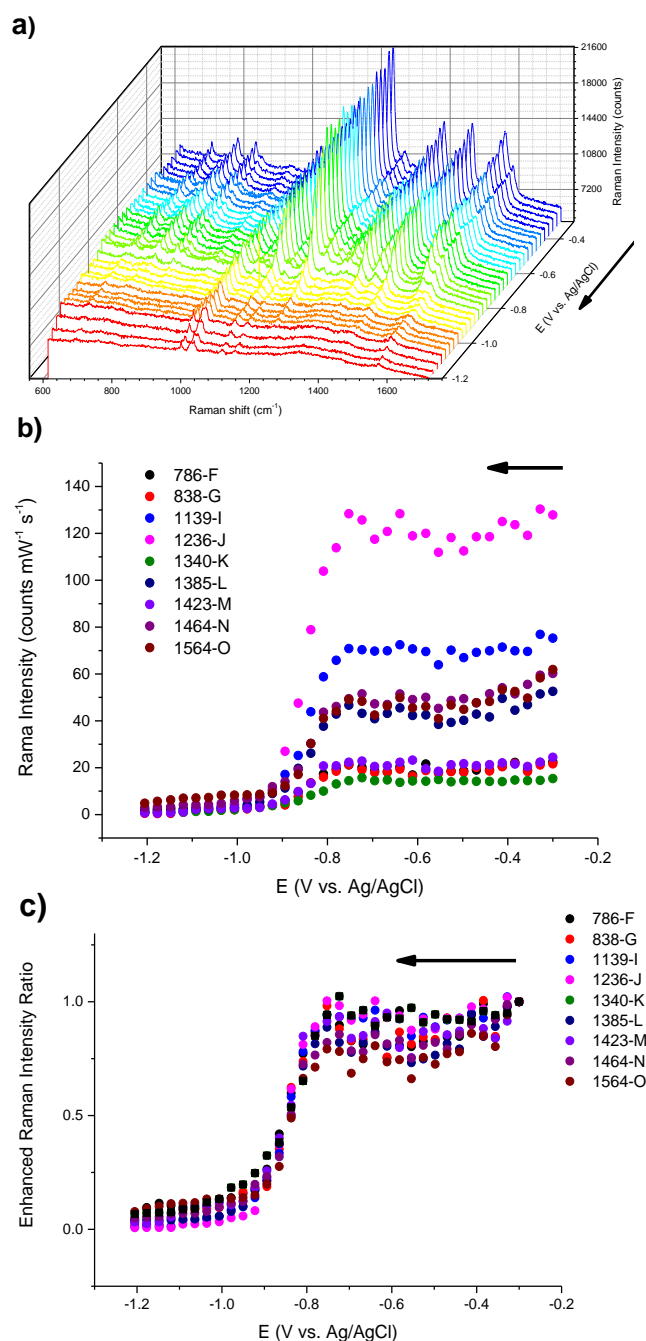 a)
21600
18000
14400
10800
7200
Raman Intensity (counts)
-0.4
-0.6
-0.8
-1.0
-1.2
E (V vs. Ag/AgCl)
600 800 1000 1200 1400 1600
Raman shift (cm⁻¹)
b)
140
120
100
80
60
40
20
0
Rama Intensity (counts mW⁻¹ s⁻¹)
786-F
838-G
1139-I
1236-J
1340-K
1385-L
1423-M
1464-N
1564-O
-1.2 -1.0 -0.8 -0.6 -0.4 -0.2
E (V vs. Ag/AgCl)
c)
1.0
0.5
0.0
Enhanced Raman Intensity Ratio
786-F
838-G
1139-I
1236-J
1340-K
1385-L
1423-M
1464-N
1564-O
-1.2 -1.0 -0.8 -0.6 -0.4 -0.2
E (V vs. Ag/AgCl)